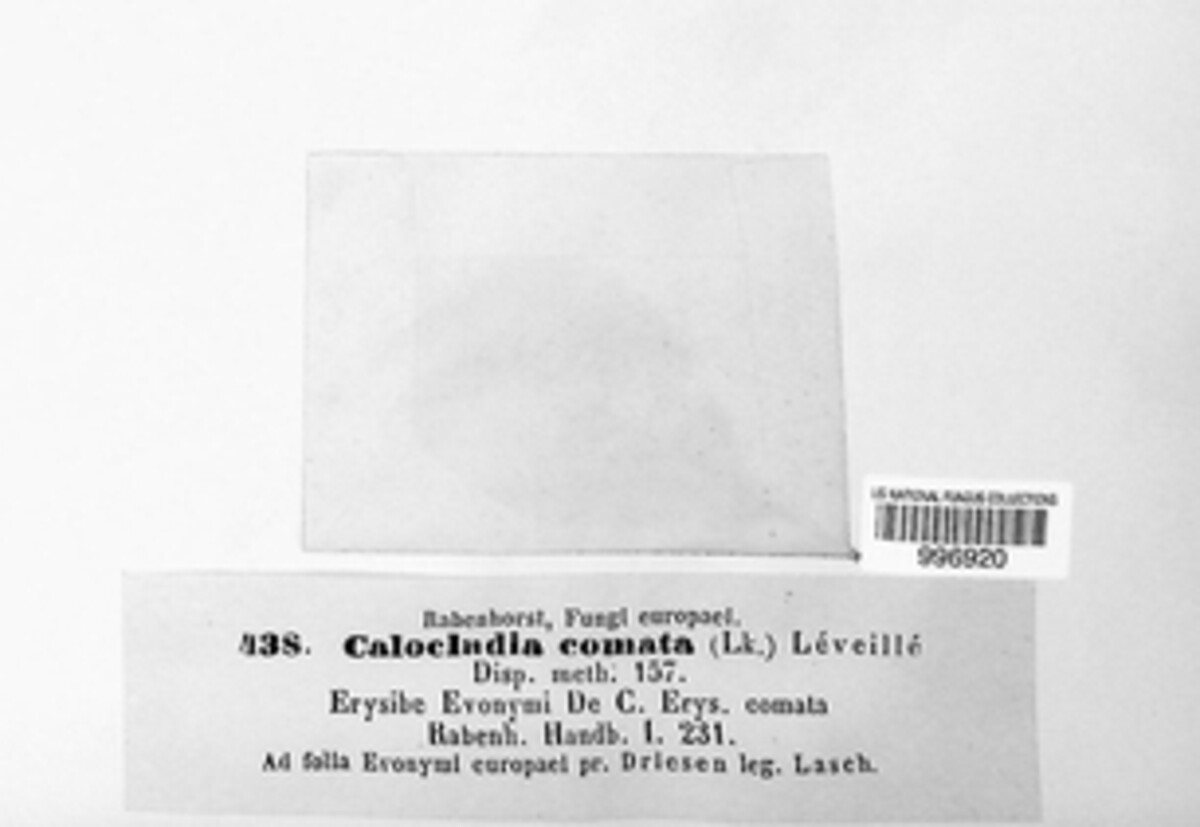 US NATIONAL FUNGUS COLLECTIONS
996920
Rabenhorst, Fungi europaei.
438. Calocladia comata (Lk.) Léveillé
Disp. meth. 157.
Erysibe Evonymi De C. Erys. comata
Rabenh. Handb. I. 231.
Ad folia Evonymi europaei pr. Driesen leg. Lasch.